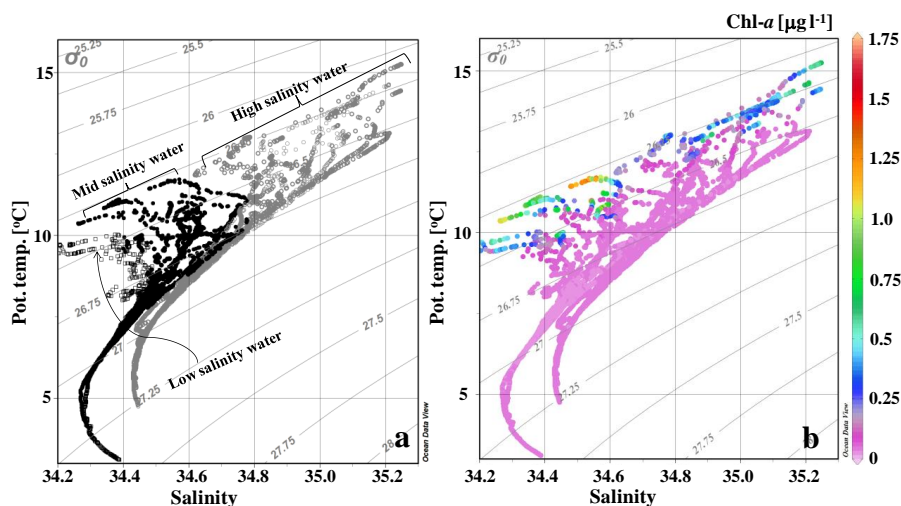 Chl-a [µg l-1]
σ0
25.25
25.5
25.75
26
26.5
26.75
27
27.25
27.5
27.75
28
High salinity water
Mid salinity water
Low salinity water
15
10
5
Pot. temp. [oC]
34.2 34.4 34.6 34.8 35.0 35.2
Salinity
a
Ocean Data View
σ0
25.25
25.5
25.75
26
26.5
26.75
27
27.25
27.5
27.75
15
10
5
Pot. temp. [oC]
34.2 34.4 34.6 34.8 35.0 35.2
Salinity
b
Ocean Data View
1.75
1.5
1.25
1.0
0.75
0.5
0.25
0